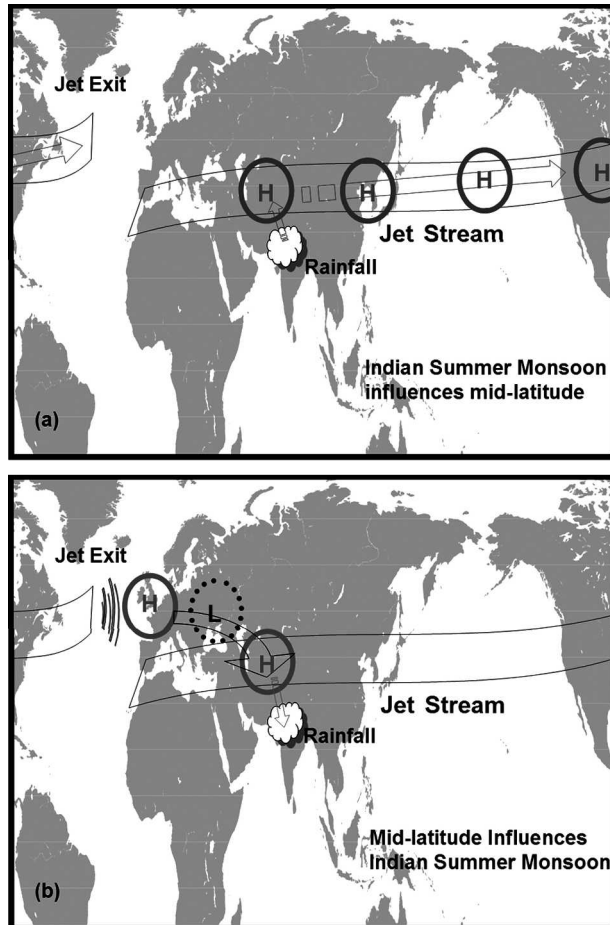 Jet Exit
H
H
H
H
Jet Stream
Rainfall
Indian Summer Monsoon
influences mid-latitude
(a)
Jet Exit
H
L
H
Jet Stream
Rainfall
Mid-latitude Influences
Indian Summer Monsoon
(b)